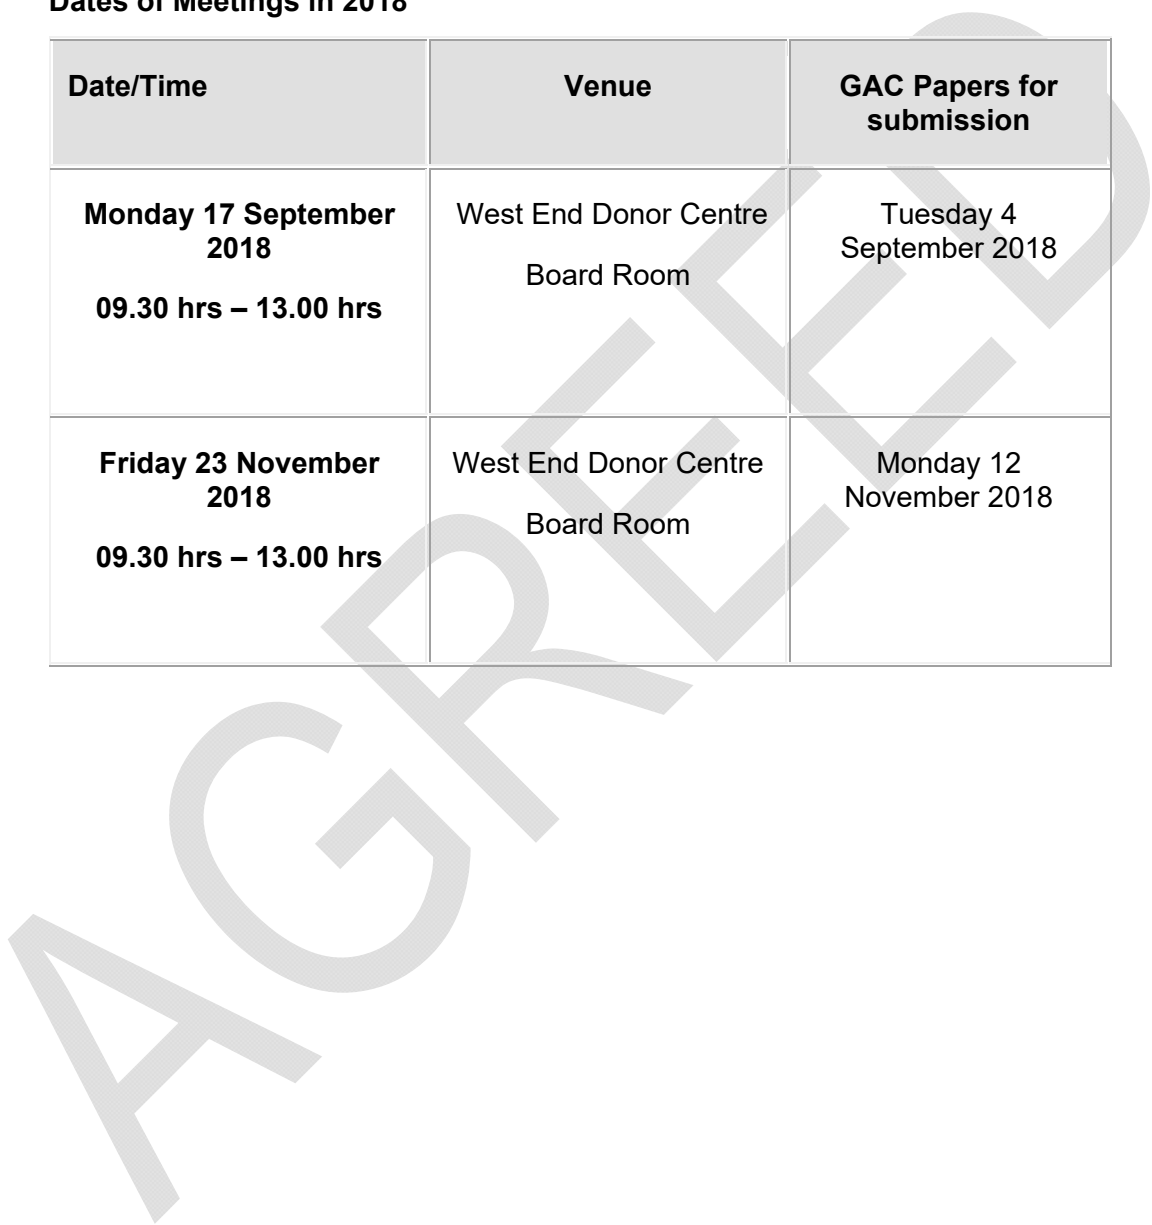 Dates of Meetings in 2018
Date/Time
Venue
GAC Papers for
submission
Monday 17 September
2018
09.30 hrs – 13.00 hrs
West End Donor Centre
Board Room
Tuesday 4
September 2018
Friday 23 November
2018
09.30 hrs – 13.00 hrs
West End Donor Centre
Board Room
Monday 12
November 2018
AGREED